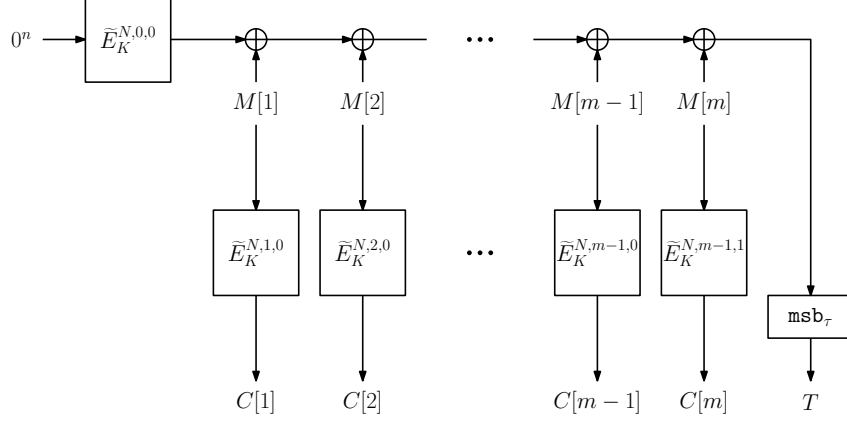 0ⁿ Ẽ_K^{N,0,0} ⊕ ⊕ ••• ⊕ ⊕
M[1] M[2] M[m − 1] M[m]
Ẽ_K^{N,1,0} Ẽ_K^{N,2,0} ••• Ẽ_K^{N,m−1,0} Ẽ_K^{N,m−1,1}
msb_τ
C[1] C[2] C[m − 1] C[m] T